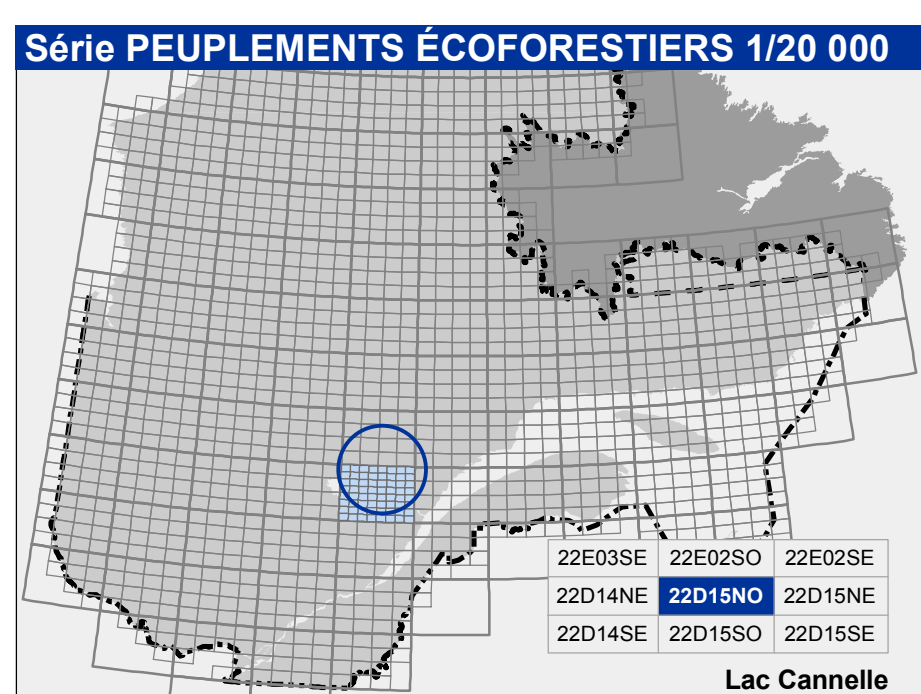 Série PEUPLEMENTS ÉCOFORESTIERS 1/20 000
22E03SE 22E02SO 22E02SE
22D14NE 22D15NO 22D15NE
22D14SE 22D15SO 22D15SE
Lac Cannelle